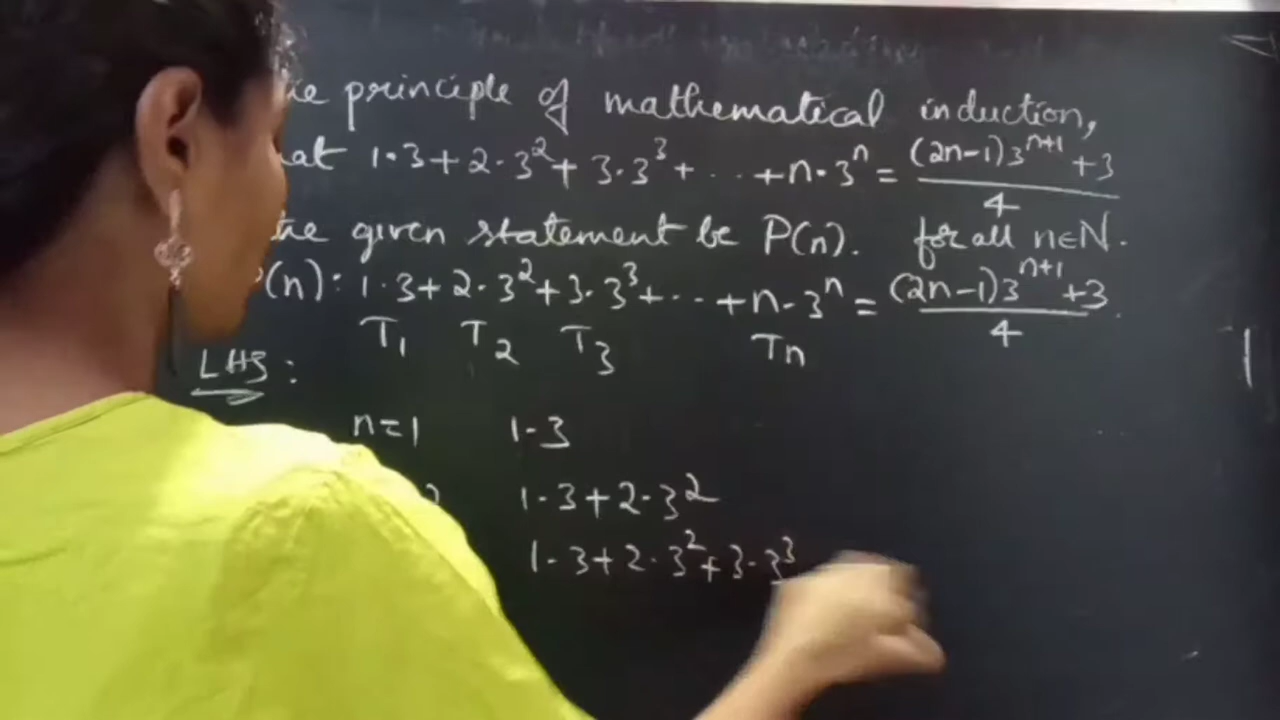 principle of mathematical induction,
1·3+2·3²+3·3³+ ... +n·3ⁿ = ((2n-1)3ⁿ⁺¹+3)/4
given statement be P(n). for all n∈N.
(n): 1·3+2·3²+3·3³+ ... +n·3ⁿ = ((2n-1)3ⁿ⁺¹+3)/4.
T₁ T₂ T₃ Tn
LHS:
n=1 1·3
2 1·3+2·3²
1·3+2·3²+3·3³